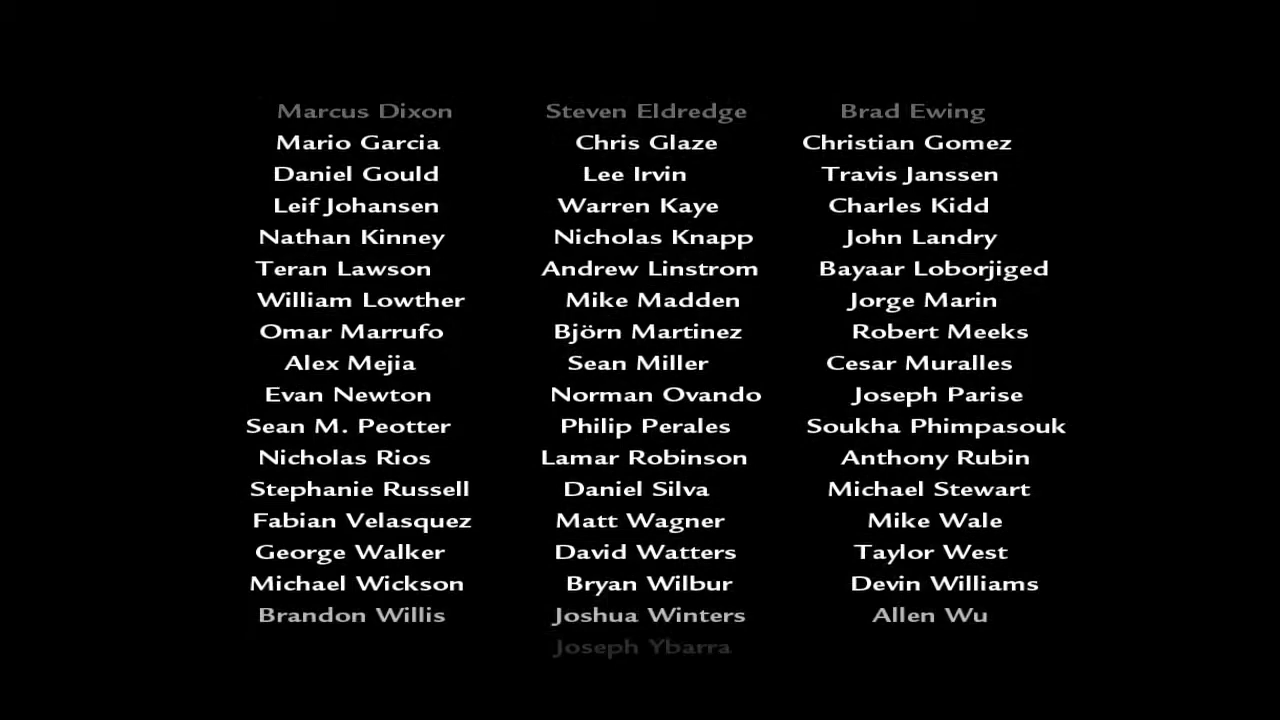 Marcus Dixon Steven Eldredge Brad Ewing
Mario Garcia Chris Glaze Christian Gomez
Daniel Gould Lee Irvin Travis Janssen
Leif Johansen Warren Kaye Charles Kidd
Nathan Kinney Nicholas Knapp John Landry
Teran Lawson Andrew Linstrom Bayaar Loborjiged
William Lowther Mike Madden Jorge Marin
Omar Marrufo Björn Martinez Robert Meeks
Alex Mejia Sean Miller Cesar Muralles
Evan Newton Norman Ovando Joseph Parise
Sean M. Peotter Philip Perales Soukha Phimpasouk
Nicholas Rios Lamar Robinson Anthony Rubin
Stephanie Russell Daniel Silva Michael Stewart
Fabian Velasquez Matt Wagner Mike Wale
George Walker David Watters Taylor West
Michael Wickson Bryan Wilbur Devin Williams
Brandon Willis Joshua Winters Allen Wu
Joseph Ybarra